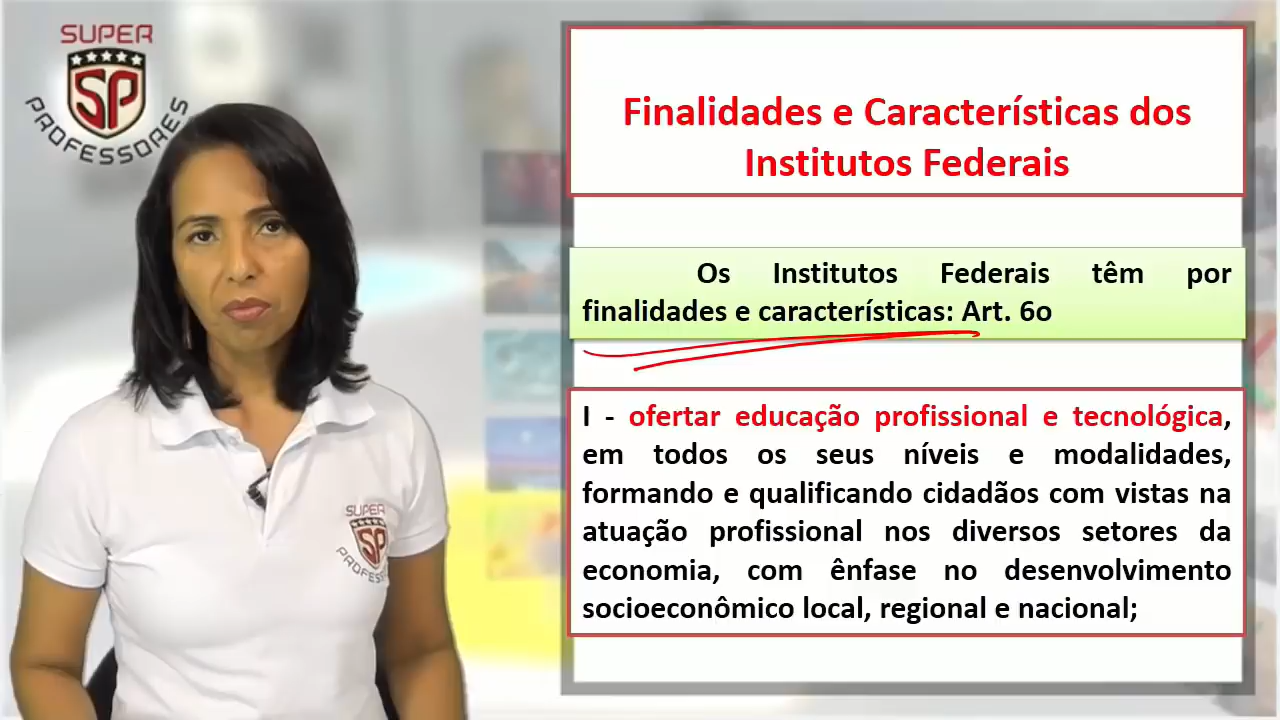 SUPER
SP
PROFESSORES
Finalidades e Características dos
Institutos Federais
Os Institutos Federais têm por
finalidades e características: Art. 6o
I - ofertar educação profissional e tecnológica,
em todos os seus níveis e modalidades,
formando e qualificando cidadãos com vistas na
atuação profissional nos diversos setores da
economia, com ênfase no desenvolvimento
socioeconômico local, regional e nacional;
SUPER
SP
PROFESSORES